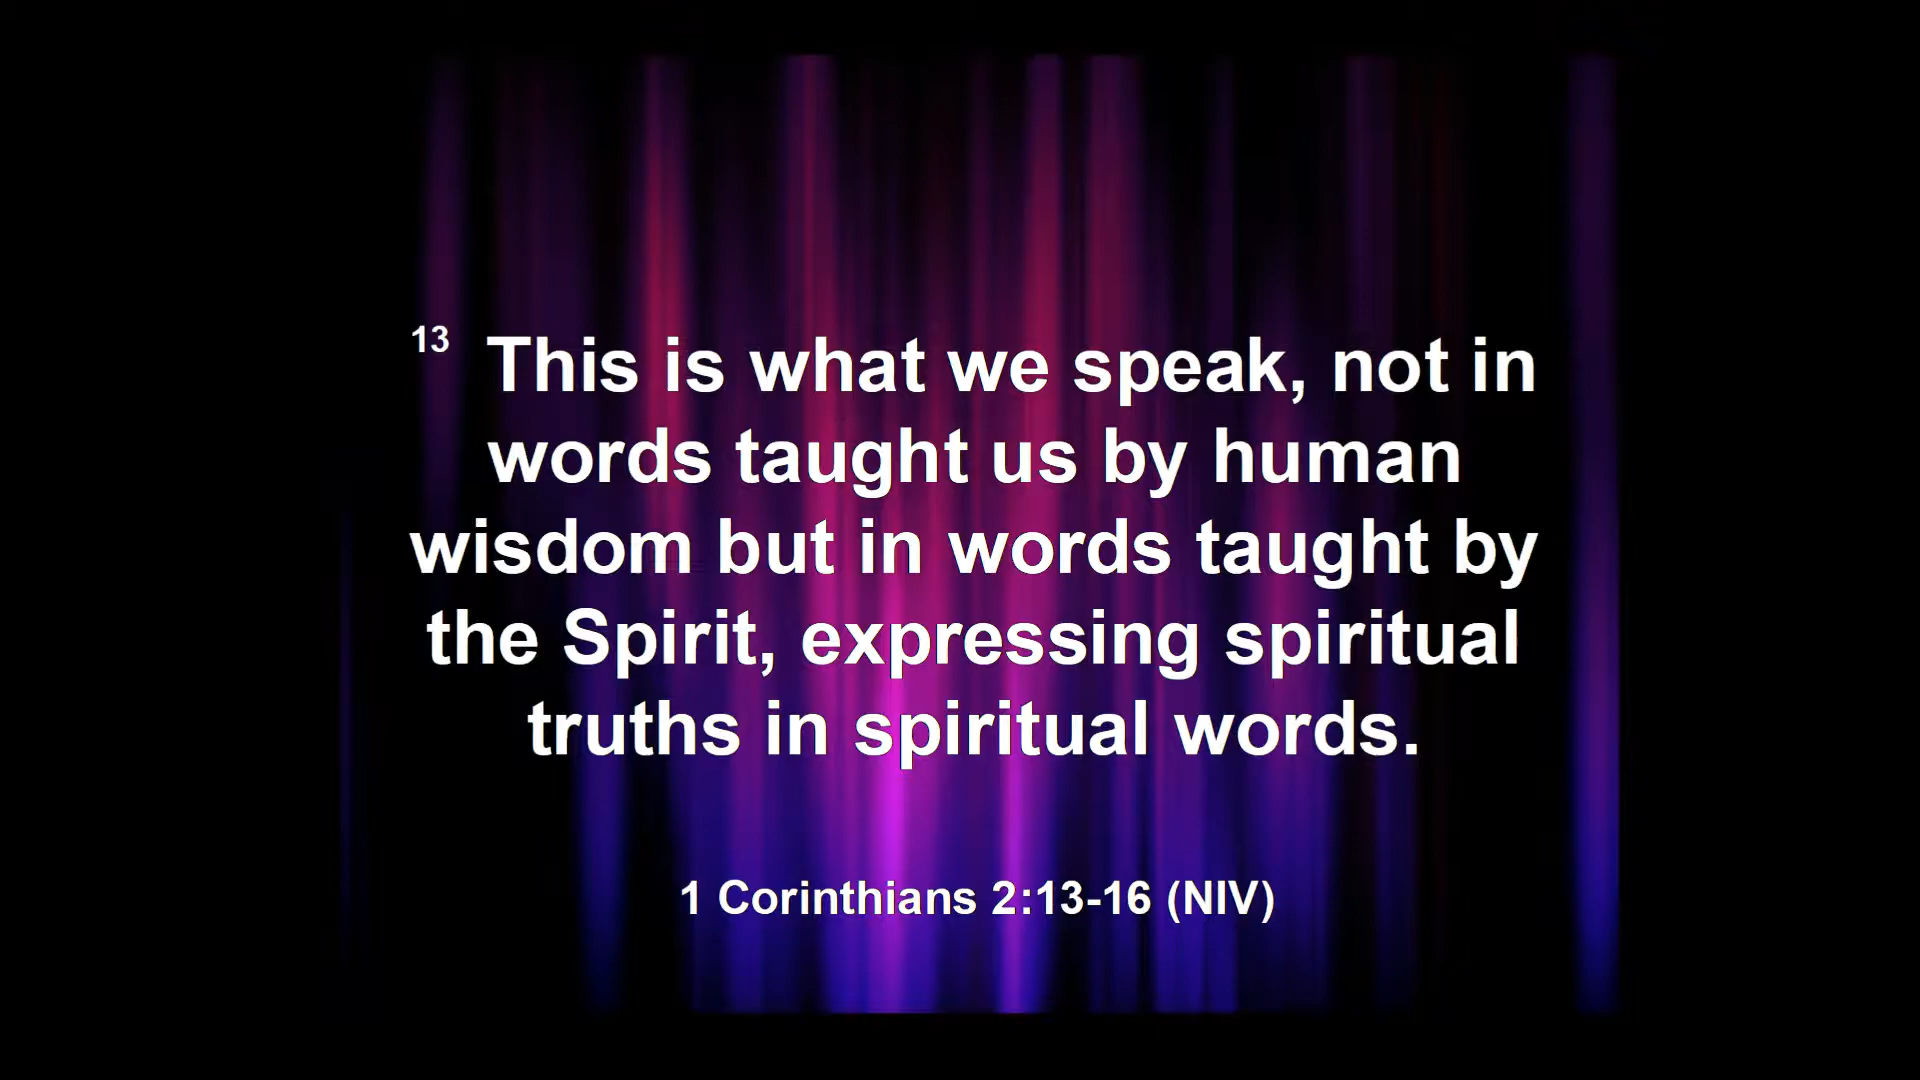 13 This is what we speak, not in
words taught us by human
wisdom but in words taught by
the Spirit, expressing spiritual
truths in spiritual words.
1 Corinthians 2:13-16 (NIV)